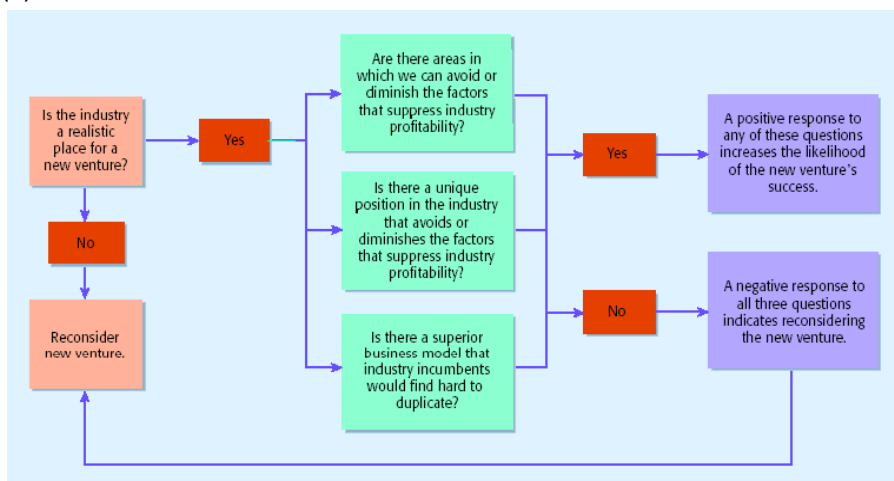 Is the industry
a realistic
place for a
new venture?
Yes
No
Reconsider
new venture.
Are there areas in
which we can avoid or
diminish the factors
that suppress industry
profitability?
Is there a unique
position in the industry
that avoids or
diminishes the factors
that suppress industry
profitability?
Is there a superior
business model that
industry incumbents
would find hard to
duplicate?
Yes
A positive response to
any of these questions
increases the likelihood
of the new venture's
success.
No
A negative response to
all three questions
indicates reconsidering
the new venture.